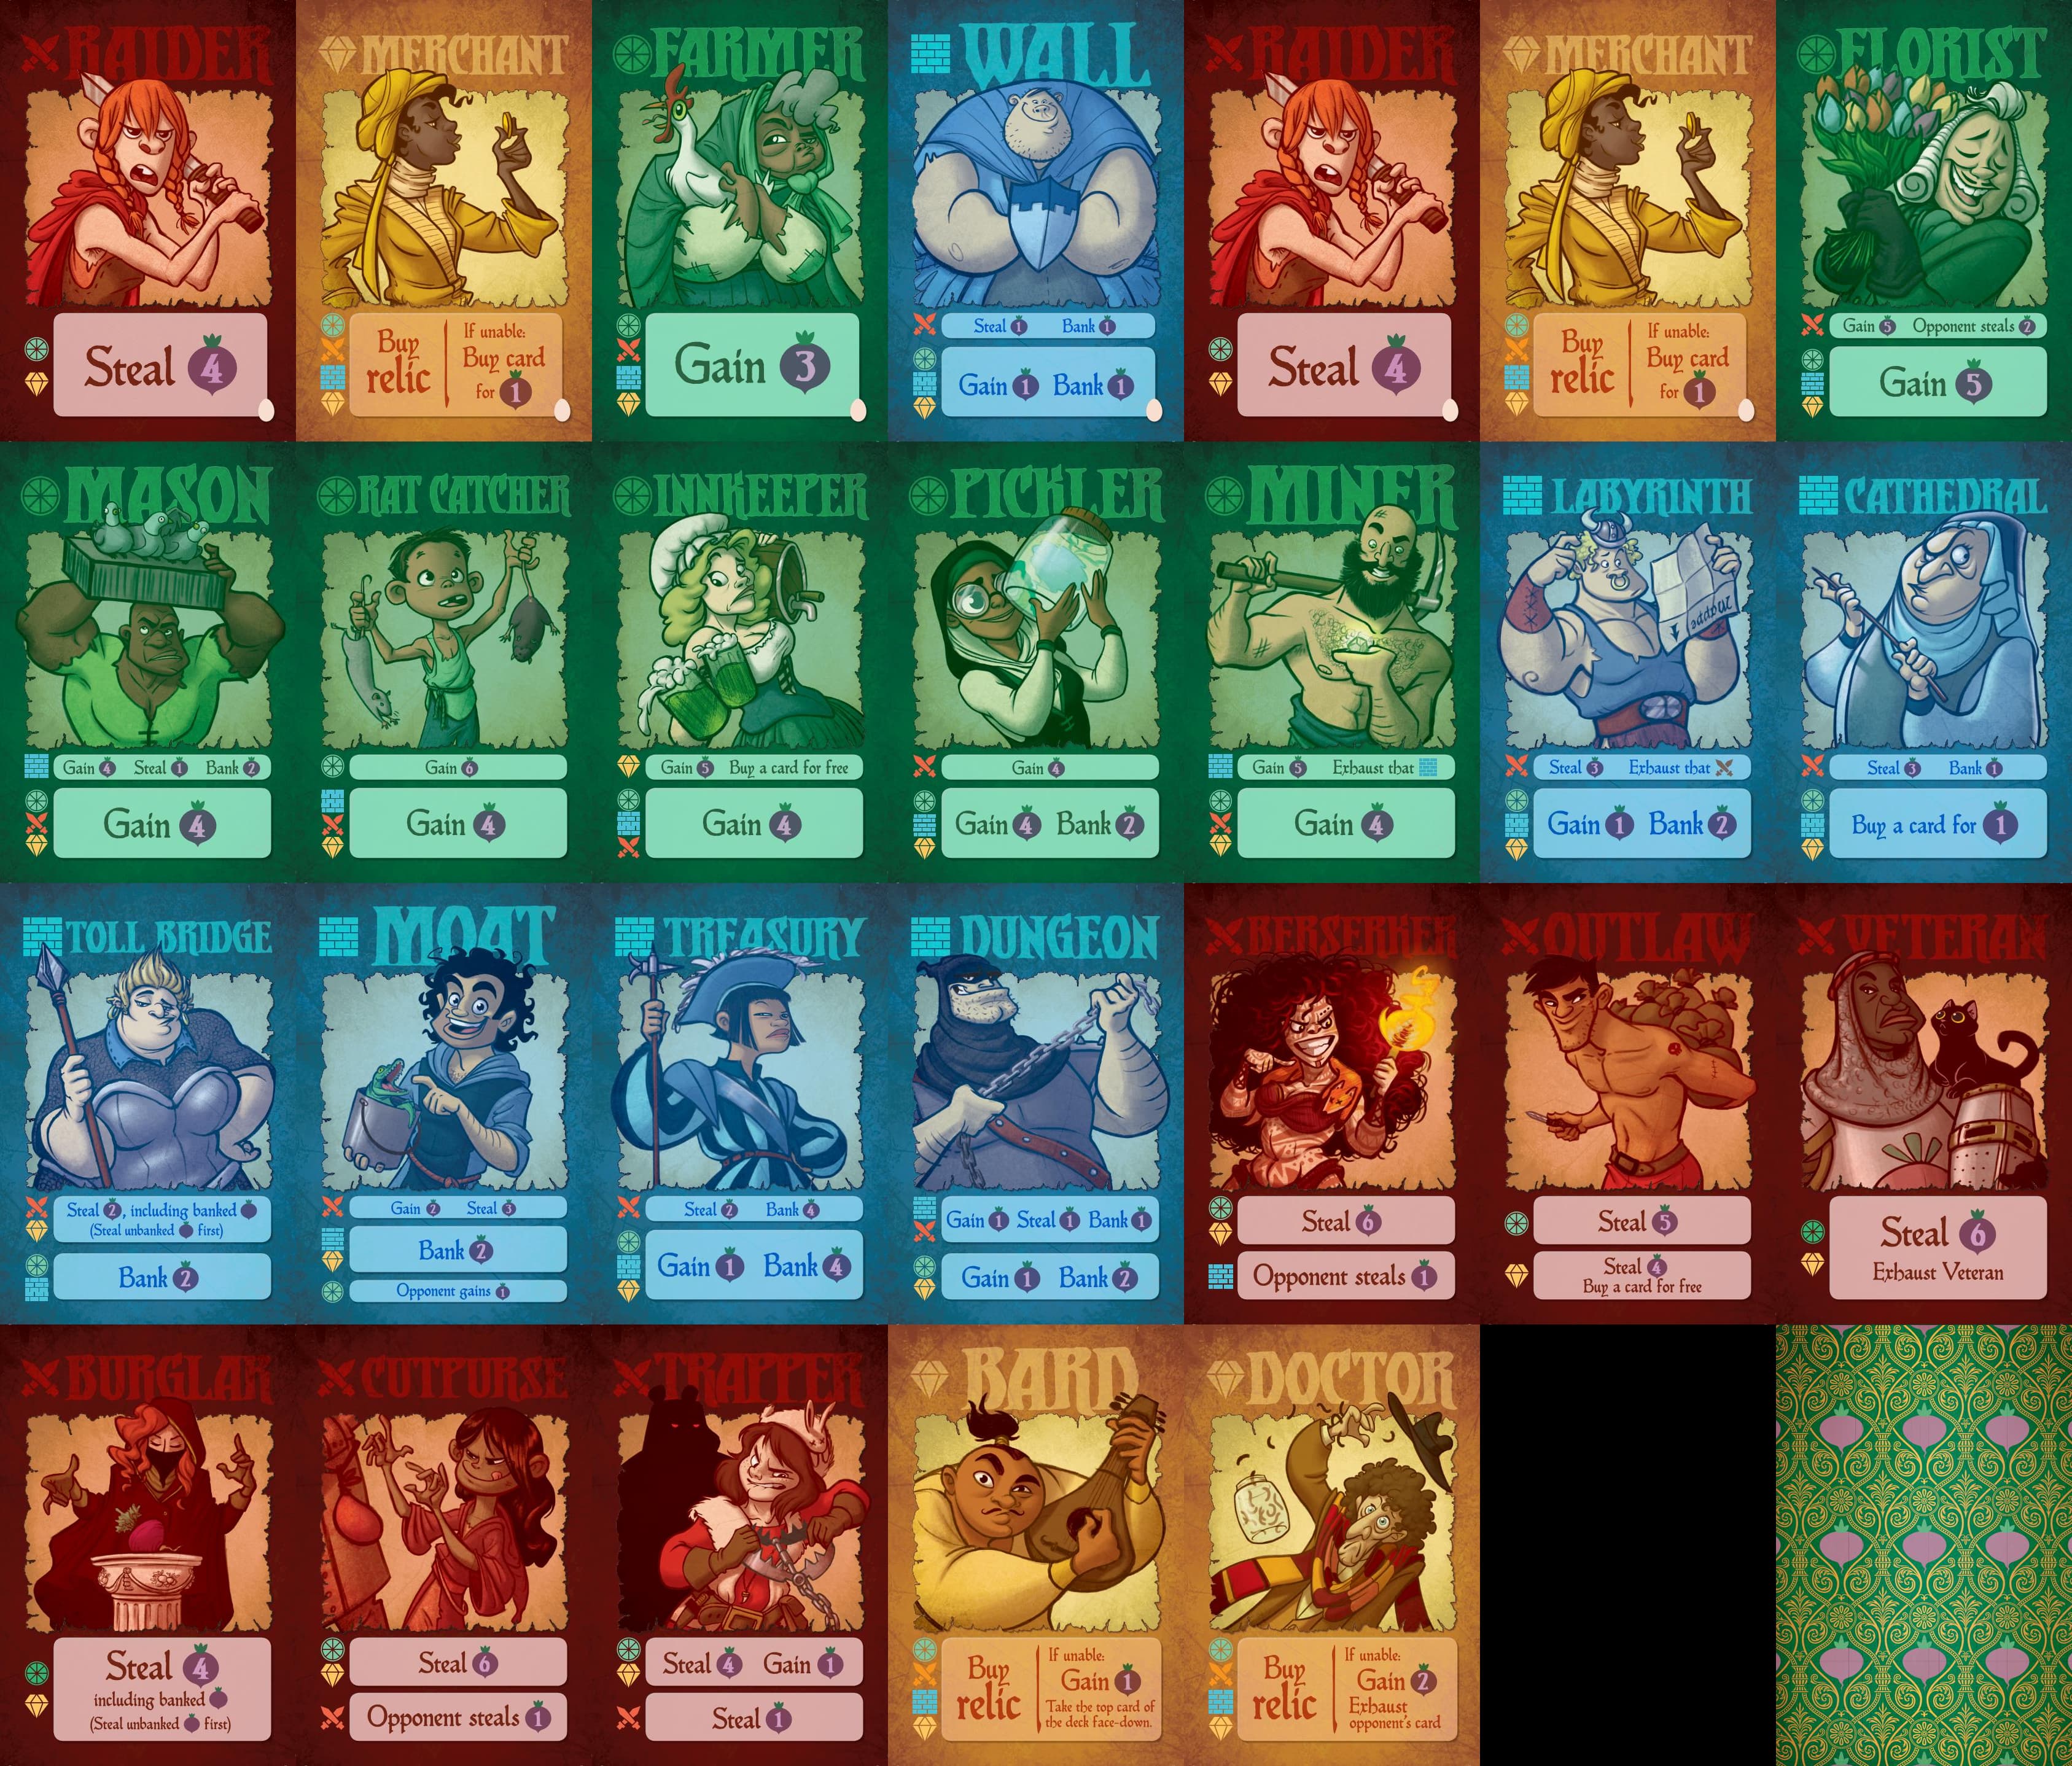 RAIDER
Steal 4
MERCHANT
Buy
relic
If unable:
Buy card
for 1
FARMER
Gain 3
WALL
Steal 1 Bank 1
Gain 1 Bank 1
RAIDER
Steal 4
MERCHANT
Buy
relic
If unable:
Buy card
for 1
FLORIST
Gain 5 Opponent steals 2
Gain 5
MASON
Gain 4 Steal 1 Bank 2
Gain 4
RAT CATCHER
Gain 6
Gain 4
INNKEEPER
Gain 5 Buy a card for free
Gain 4
PICKLER
Gain 4
Gain 4 Bank 2
MINER
Gain 5 Exhaust that
Gain 4
LABYRINTH
Mappe
Steal 3 Exhaust that
Gain 1 Bank 2
CATHEDRAL
Steal 3 Bank 1
Buy a card for 1
TOLL BRIDGE
Steal 2, including banked
(Steal unbanked first)
Bank 2
MOAT
Gain 2 Steal 3
Bank 2
Opponent gains 1
TREASURY
Steal 2 Bank 4
Gain 1 Bank 4
DUNGEON
Gain 1 Steal 1 Bank 1
Gain 1 Bank 2
BERSERKER
Steal 6
Opponent steals 1
OUTLAW
Steal 5
Steal 4
Buy a card for free
VETERAN
Steal 6
Exhaust Veteran
BURGLAR
Steal 4
including banked
(Steal unbanked first)
CUTPURSE
Steal 6
Opponent steals 1
TRAPPER
Steal 4 Gain 1
Steal 1
BARD
Buy
relic
If unable:
Gain 1
Take the top card of
the deck face-down.
DOCTOR
Buy
relic
If unable:
Gain 2
Exhaust
opponent's card